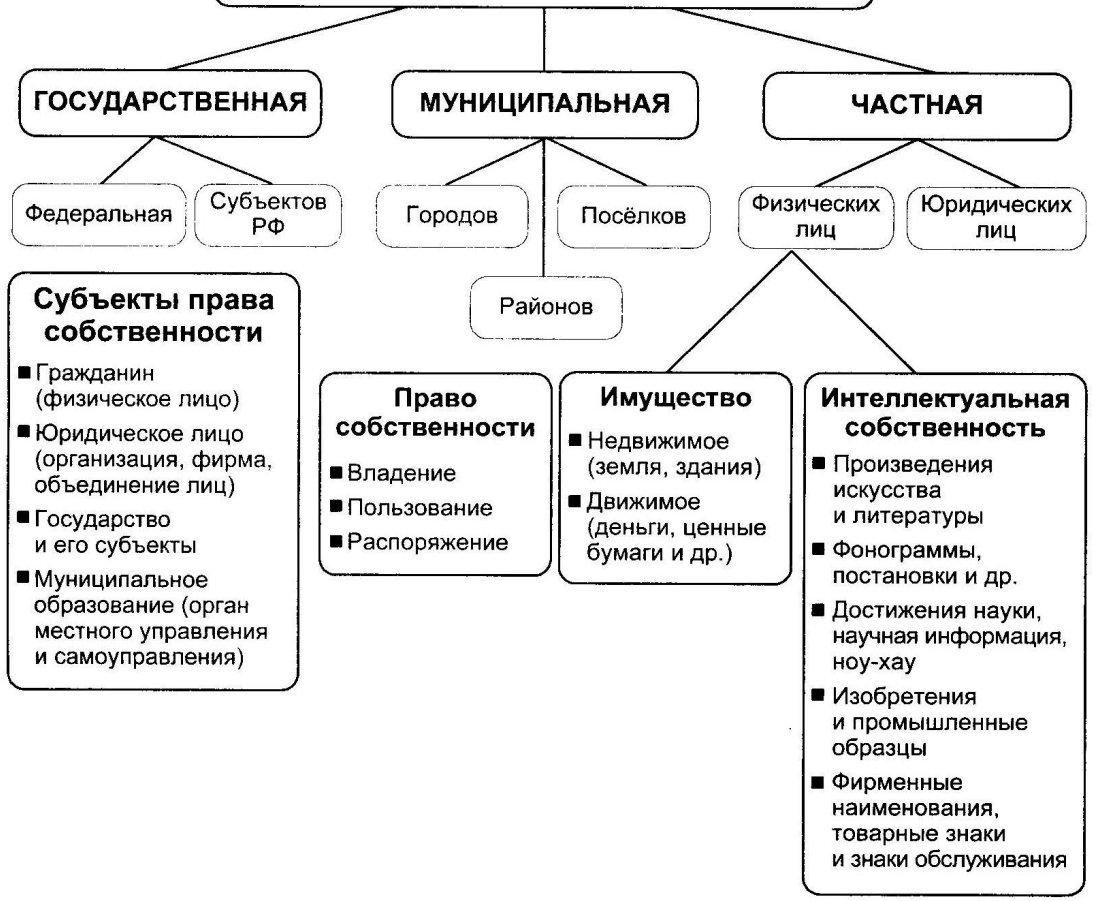 ГОСУДАРСТВЕННАЯ
МУНИЦИПАЛЬНАЯ
ЧАСТНАЯ
Федеральная
Субъектов
РФ
Городов
Посёлков
Физических
лиц
Юридических
лиц
Районов
Субъекты права
собственности
■ Гражданин
(физическое лицо)
■ Юридическое лицо
(организация, фирма,
объединение лиц)
■ Государство
и его субъекты
■ Муниципальное
образование (орган
местного управления
и самоуправления)
Право
собственности
■ Владение
■ Пользование
■ Распоряжение
Имущество
■ Недвижимое
(земля, здания)
■ Движимое
(деньги, ценные
бумаги и др.)
Интеллектуальная
собственность
■ Произведения
искусства
и литературы
■ Фонограммы,
постановки и др.
■ Достижения науки,
научная информация,
ноу-хау
■ Изобретения
и промышленные
образцы
■ Фирменные
наименования,
товарные знаки
и знаки обслуживания